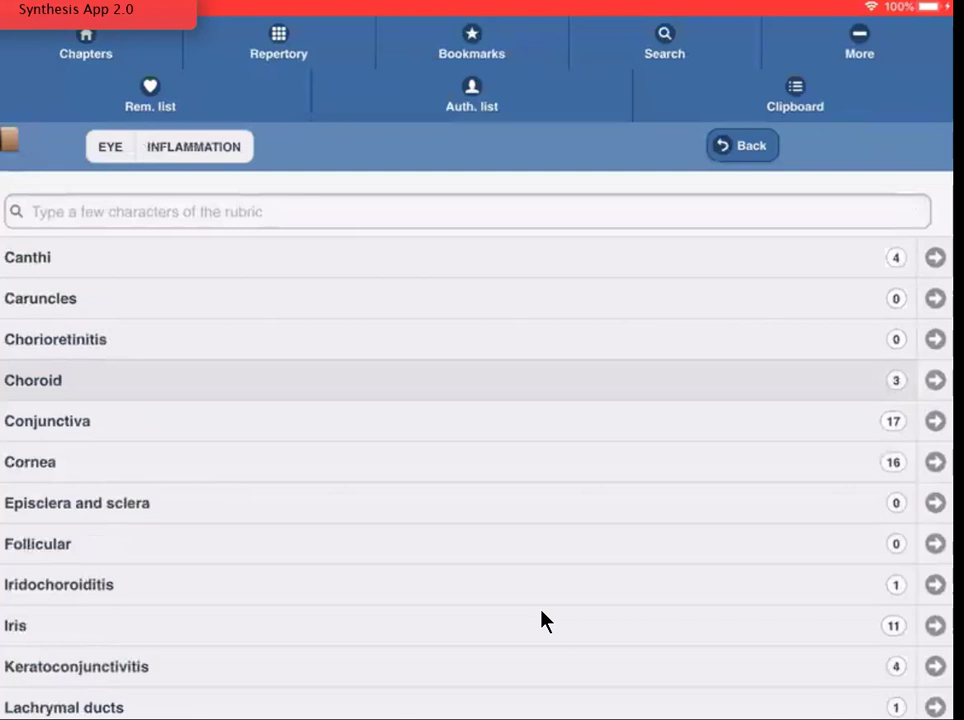 Synthesis App 2.0
100%
Chapters
Repertory
Bookmarks
Search
More
Rem. list
Auth. list
Clipboard
EYE INFLAMMATION
Back
Type a few characters of the rubric
Canthi 4
Caruncles 0
Chorioretinitis 0
Choroid 3
Conjunctiva 17
Cornea 16
Episclera and sclera 0
Follicular 0
Iridochoroiditis 1
Iris 11
Keratoconjunctivitis 4
Lachrymal ducts 1